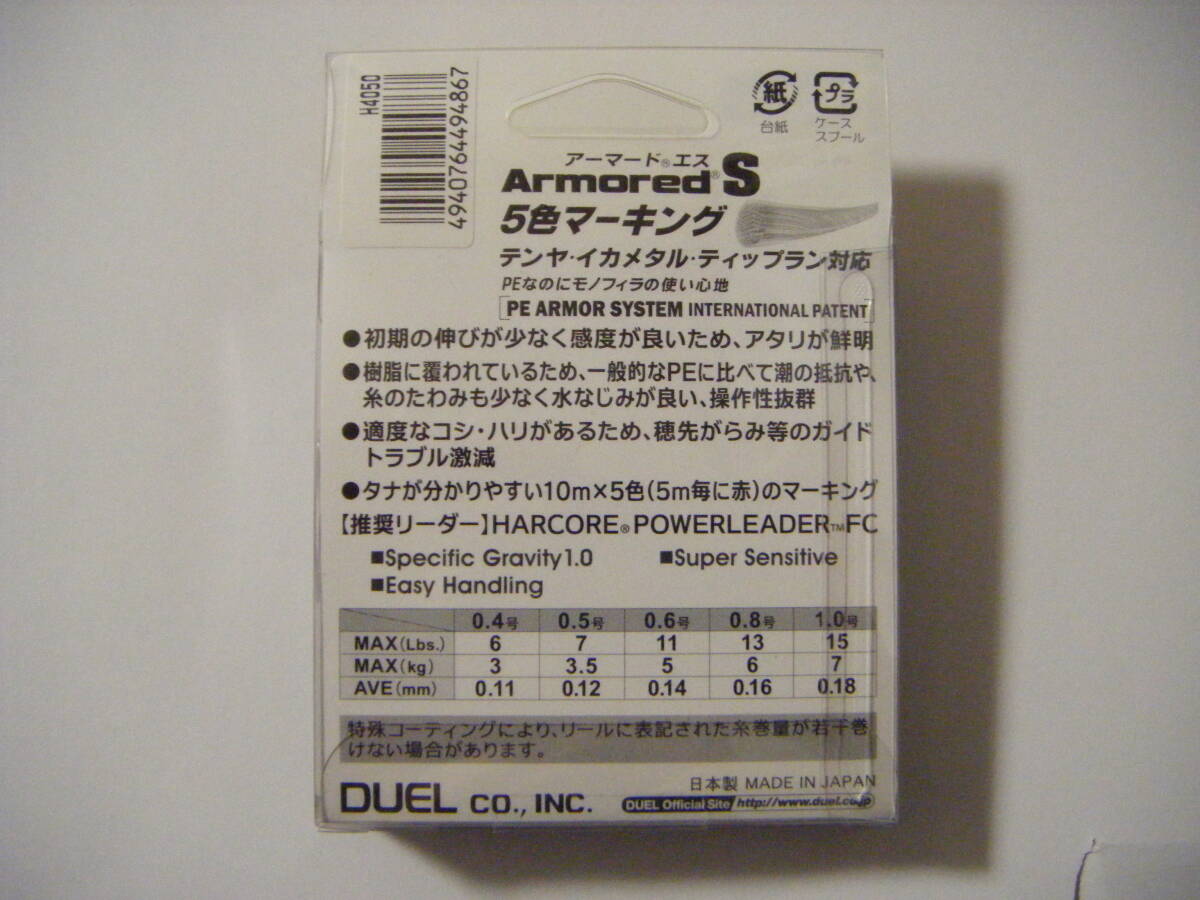 H4050
4940764494867
紙
台紙
プラ
ケース
スプール
アーマード®エス
Armored® S
5色マーキング
テンヤ・イカメタル・ティップラン対応
PEなのにモノフィラの使い心地
PE ARMOR SYSTEM INTERNATIONAL PATENT
●初期の伸びが少なく感度が良いため、アタリが鮮明
●樹脂に覆われているため、一般的なPEに比べて潮の抵抗や、
糸のたわみも少なく水なじみが良い、操作性抜群
●適度なコシ・ハリがあるため、穂先がらみ等のガイド
トラブル激減
●タナが分かりやすい10m×5色(5m毎に赤)のマーキング
【推奨リーダー】HARCORE® POWERLEADER™FC
■Specific Gravity1.0 ■Super Sensitive
■Easy Handling
0.4号 0.5号 0.6号 0.8号 1.0号
MAX(Lbs.) 6 7 11 13 15
MAX(kg) 3 3.5 5 6 7
AVE(mm) 0.11 0.12 0.14 0.16 0.18
特殊コーティングにより、リールに表記された糸巻量が若干巻
けない場合があります。
日本製 MADE IN JAPAN
DUEL CO., INC. DUEL Official Site http://www.duel.co.jp